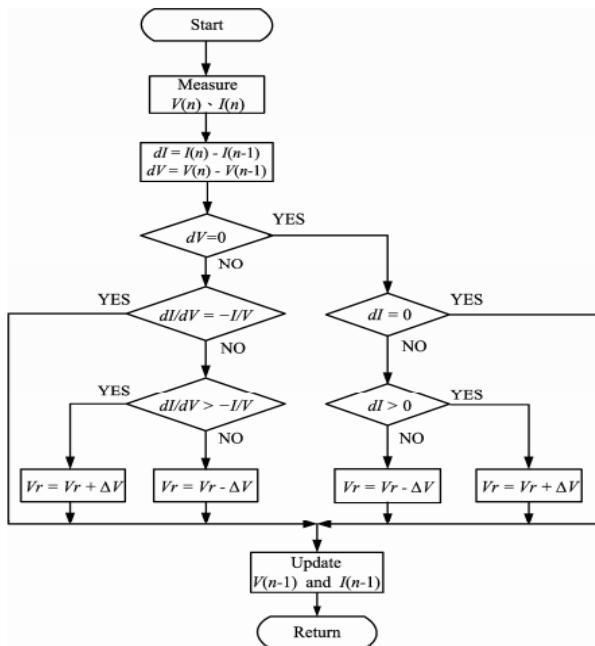 Start
Measure
V(n)、I(n)
dI = I(n) - I(n-1)
dV = V(n) - V(n-1)
YES
dV=0
NO
YES
dI/dV = −I/V
NO
YES
dI = 0
NO
YES
dI/dV > −I/V
NO
YES
dI > 0
NO
Vr = Vr + ΔV
Vr = Vr - ΔV
Vr = Vr - ΔV
Vr = Vr + ΔV
Update
V(n-1) and I(n-1)
Return